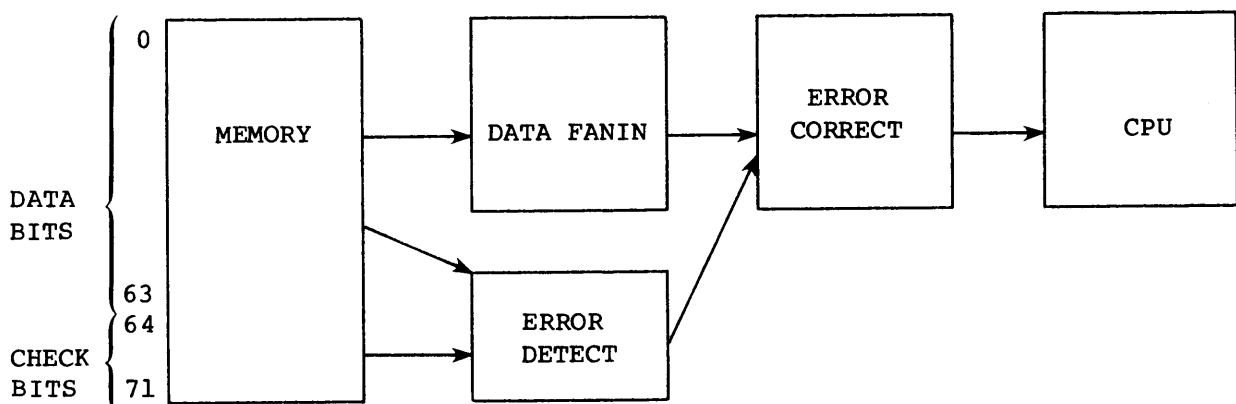 0
MEMORY
DATA FANIN
ERROR
CORRECT
CPU
DATA
BITS
63
64
ERROR
DETECT
CHECK
BITS
71